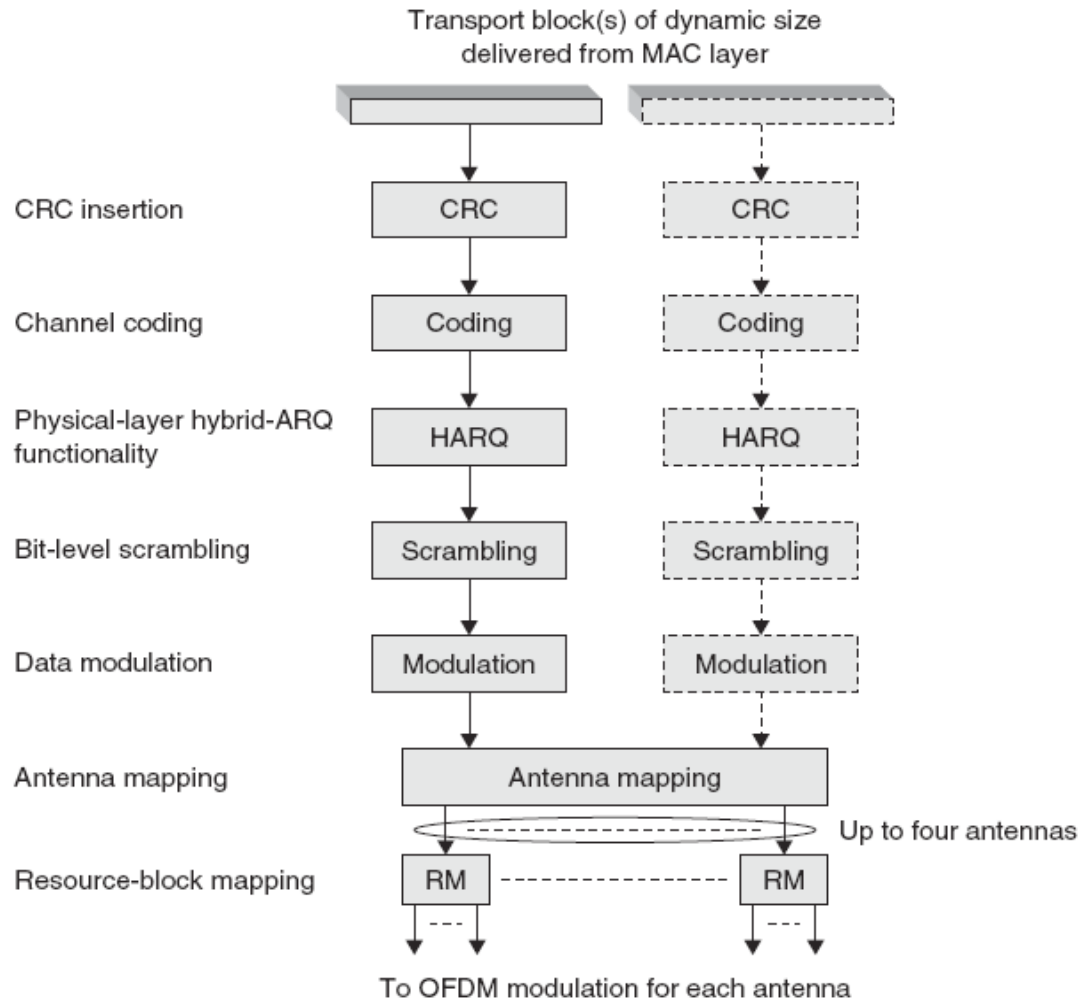 Transport block(s) of dynamic size
delivered from MAC layer
CRC insertion
CRC
CRC
Channel coding
Coding
Coding
Physical-layer hybrid-ARQ
functionality
HARQ
HARQ
Bit-level scrambling
Scrambling
Scrambling
Data modulation
Modulation
Modulation
Antenna mapping
Antenna mapping
Up to four antennas
Resource-block mapping
RM
RM
To OFDM modulation for each antenna